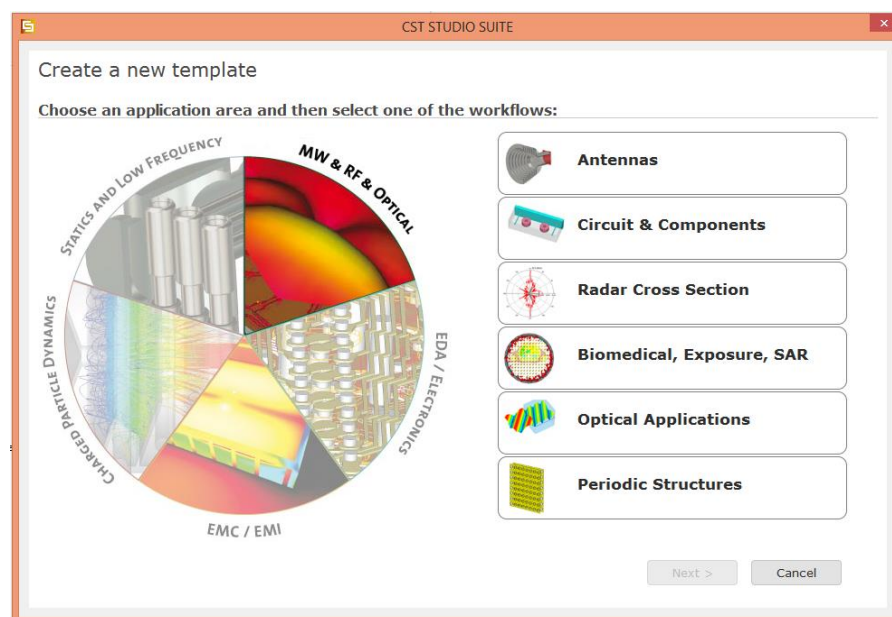 CST STUDIO SUITE
Create a new template
Choose an application area and then select one of the workflows:
STATICS AND LOW FREQUENCY
MW & RF & OPTICAL
EDA / ELECTRONICS
EMC / EMI
CHARGED PARTICLE DYNAMICS
Antennas
Circuit & Components
Radar Cross Section
Biomedical, Exposure, SAR
Optical Applications
Periodic Structures
Next >
Cancel